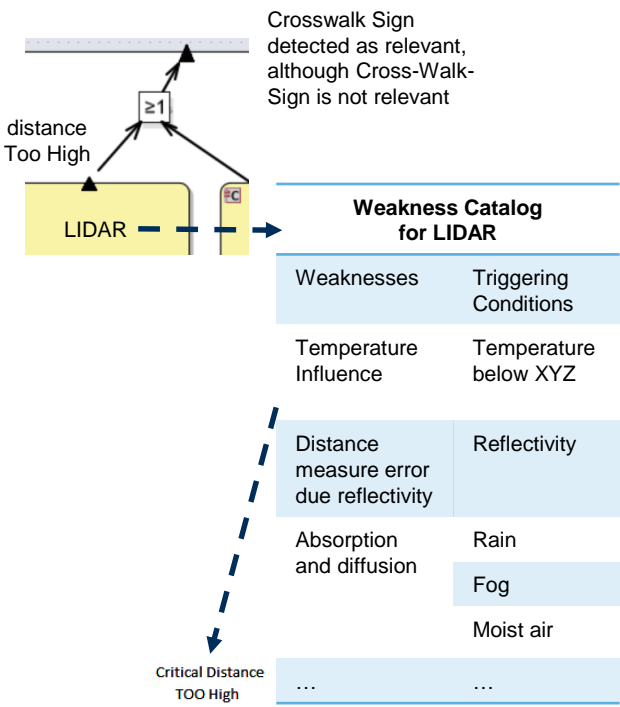 Crosswalk Sign
detected as relevant,
although Cross-Walk-
Sign is not relevant
≥1
distance
Too High
LIDAR
C
Weakness Catalog
for LIDAR
Weaknesses
Triggering
Conditions
Temperature
Influence
Temperature
below XYZ
Distance
measure error
due reflectivity
Reflectivity
Absorption
and diffusion
Rain
Fog
Moist air
Critical Distance
TOO High
…
…